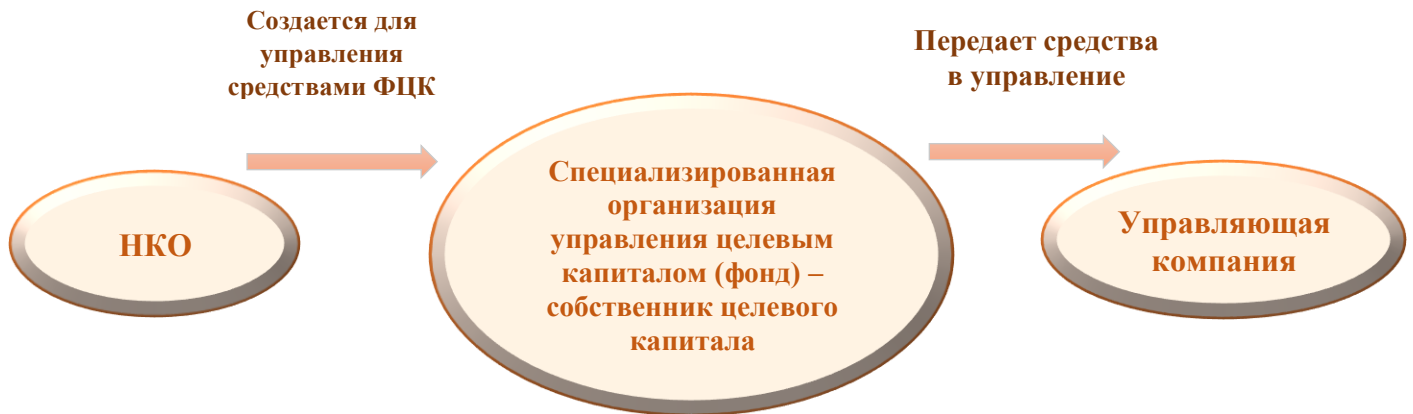 Создается для
управления
средствами ФЦК
Передает средства
в управление
НКО
Специализированная
организация
управления целевым
капиталом (фонд) –
собственник целевого
капитала
Управляющая
компания